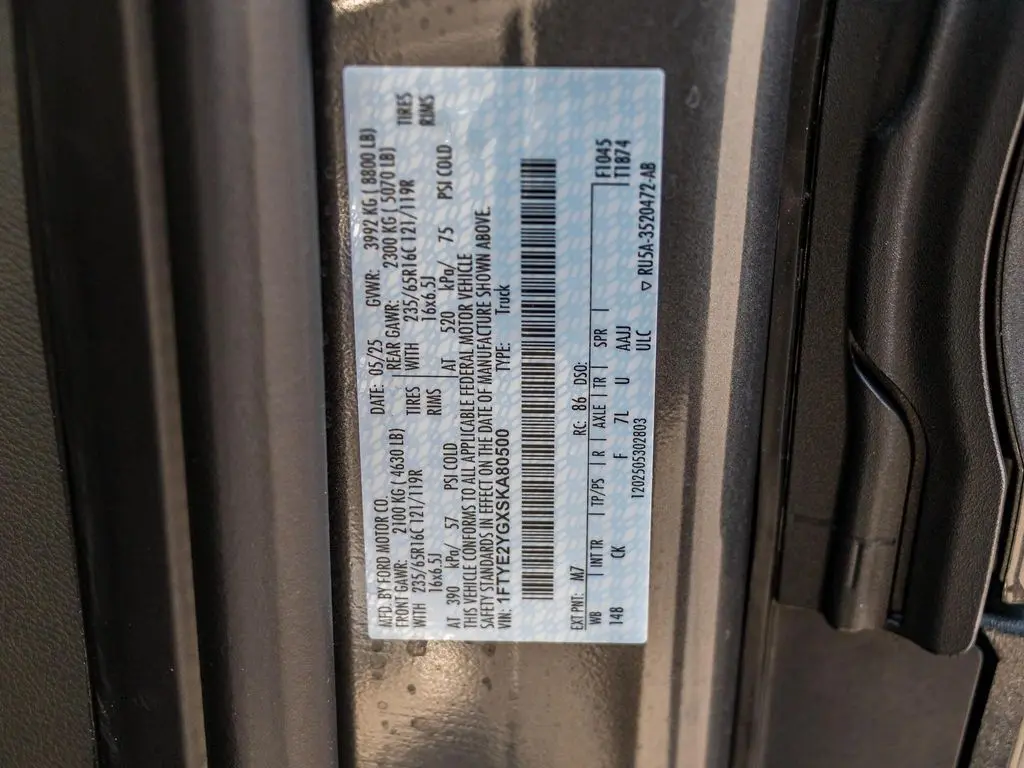 MFD. BY FORD MOTOR CO.
DATE: 05/25 GVWR: 3992 KG ( 8800 LB)
FRONT GAWR: 2100 KG ( 4630 LB) REAR GAWR: 2300 KG ( 5070 LB)
WITH 235/65R16C 121/119R TIRES WITH 235/65R16C 121/119R TIRES
16x6.5J RIMS 16x6.5J RIMS
AT 390 kPa/ 57 PSI COLD AT 520 kPa/ 75 PSI COLD
THIS VEHICLE CONFORMS TO ALL APPLICABLE FEDERAL MOTOR VEHICLE
SAFETY STANDARDS IN EFFECT ON THE DATE OF MANUFACTURE SHOWN ABOVE.
VIN: 1FTYE2YGXSKA80500 TYPE: Truck
EXT PNT: M7 RC: 86 DSO:
WB INT TR TP/PS R AXLE TR SPR F1045
148 CK F 7L U AAJU T1874
1202505302803 ULC
▽ RU5A-3520472-AB